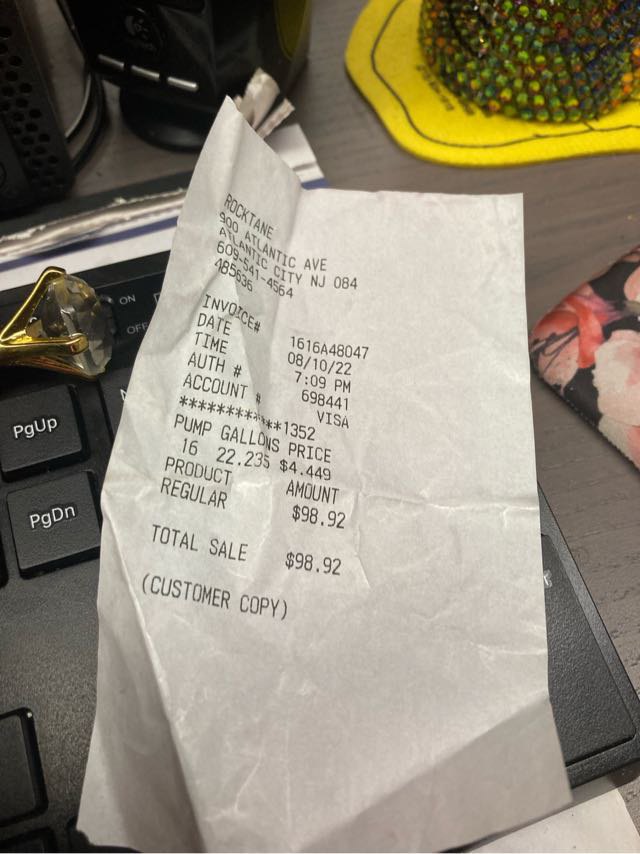 ROCKTANE
900 ATLANTIC AVE
ATLANTIC CITY NJ 084
609-541-4564
485636
INVOICE# 1616A48047
DATE 08/10/22
TIME 7:09 PM
AUTH # 698441
ACCOUNT # VISA
************1352
PUMP GALLONS PRICE
16 22.235 $4.449
PRODUCT AMOUNT
REGULAR $98.92
TOTAL SALE $98.92
(CUSTOMER COPY)
ON
OFF
PgUp
PgDn